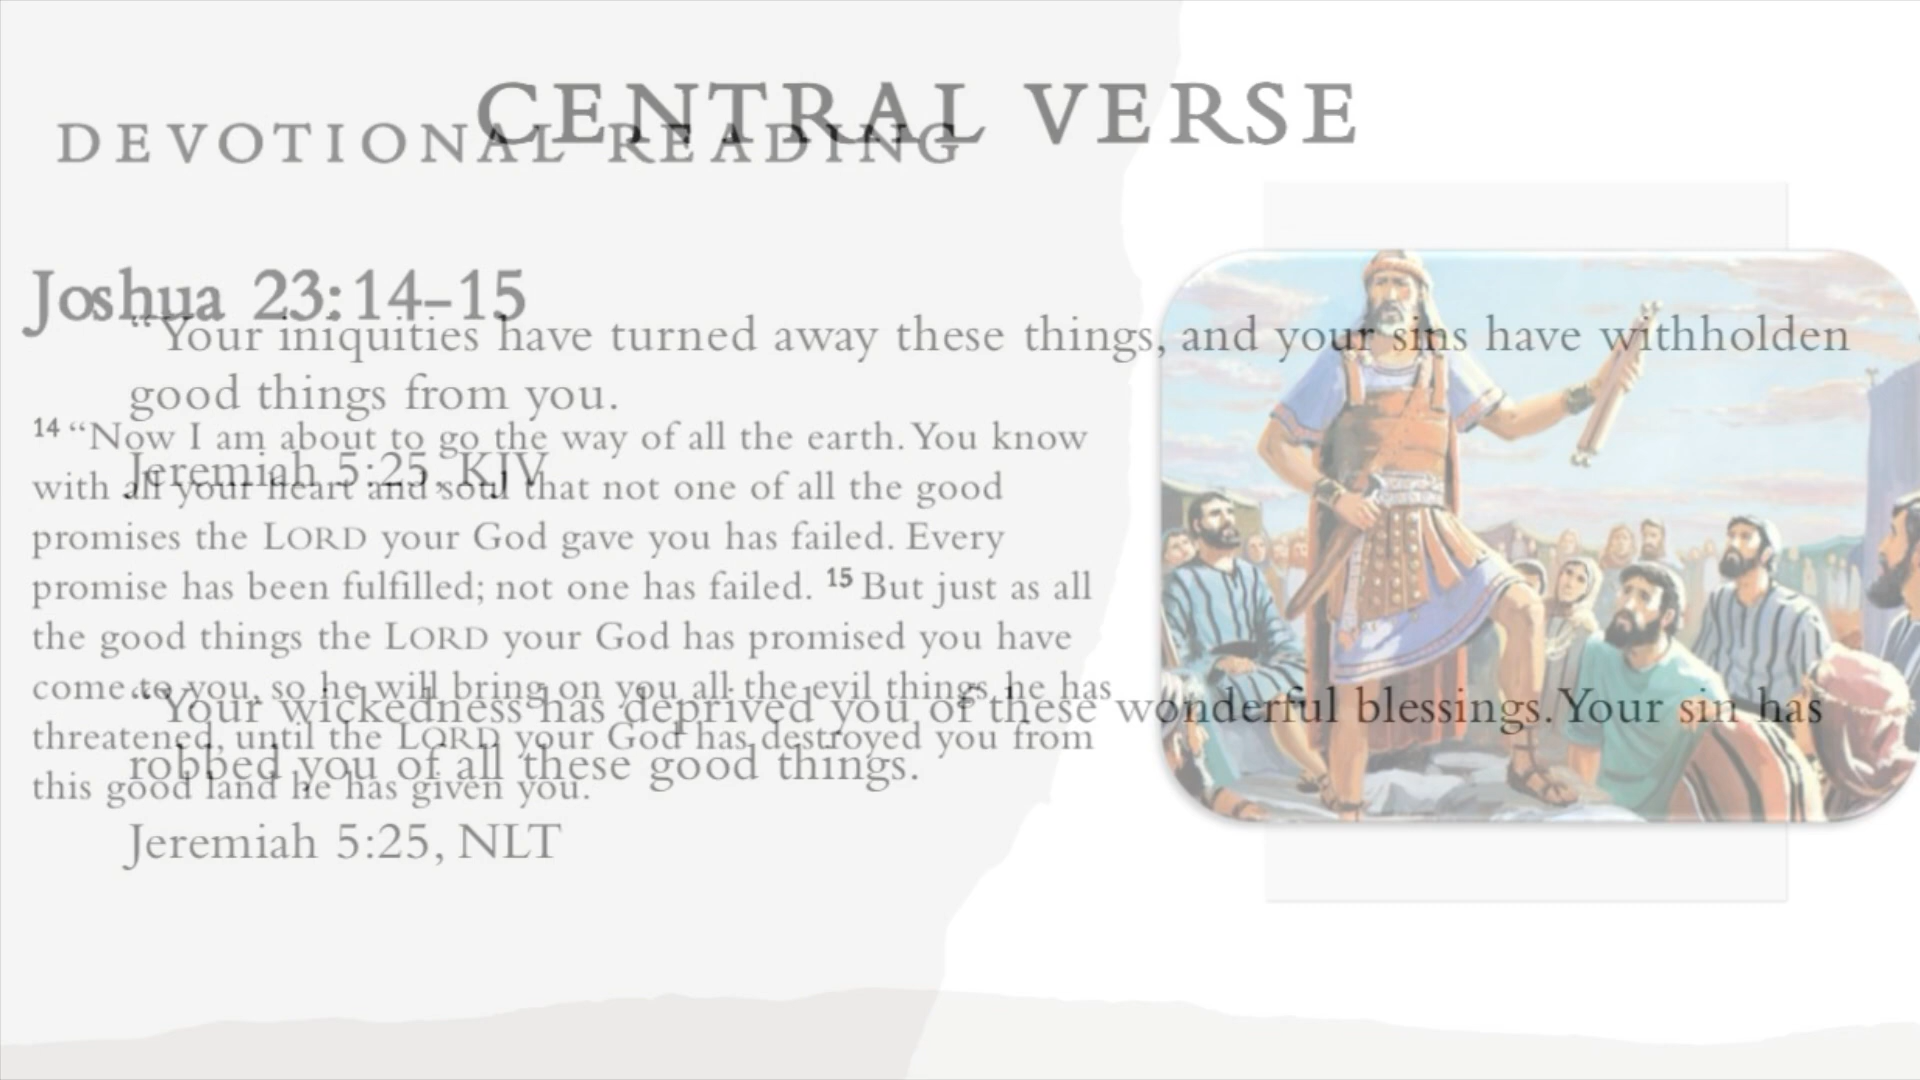 CENTRAL VERSE
“Your iniquities have turned away these things, and your sins have withholden
good things from you.
Jeremiah 5:25, KJV
“Your wickedness has deprived you of these wonderful blessings. Your sin has
robbed you of all these good things.
Jeremiah 5:25, NLT
DEVOTIONAL READING
Joshua 23:14–15
14 “Now I am about to go the way of all the earth. You know
with all your heart and soul that not one of all the good
promises the LORD your God gave you has failed. Every
promise has been fulfilled; not one has failed. 15 But just as all
the good things the LORD your God has promised you have
come to you, so he will bring on you all the evil things he has
threatened, until the LORD your God has destroyed you from
this good land he has given you.